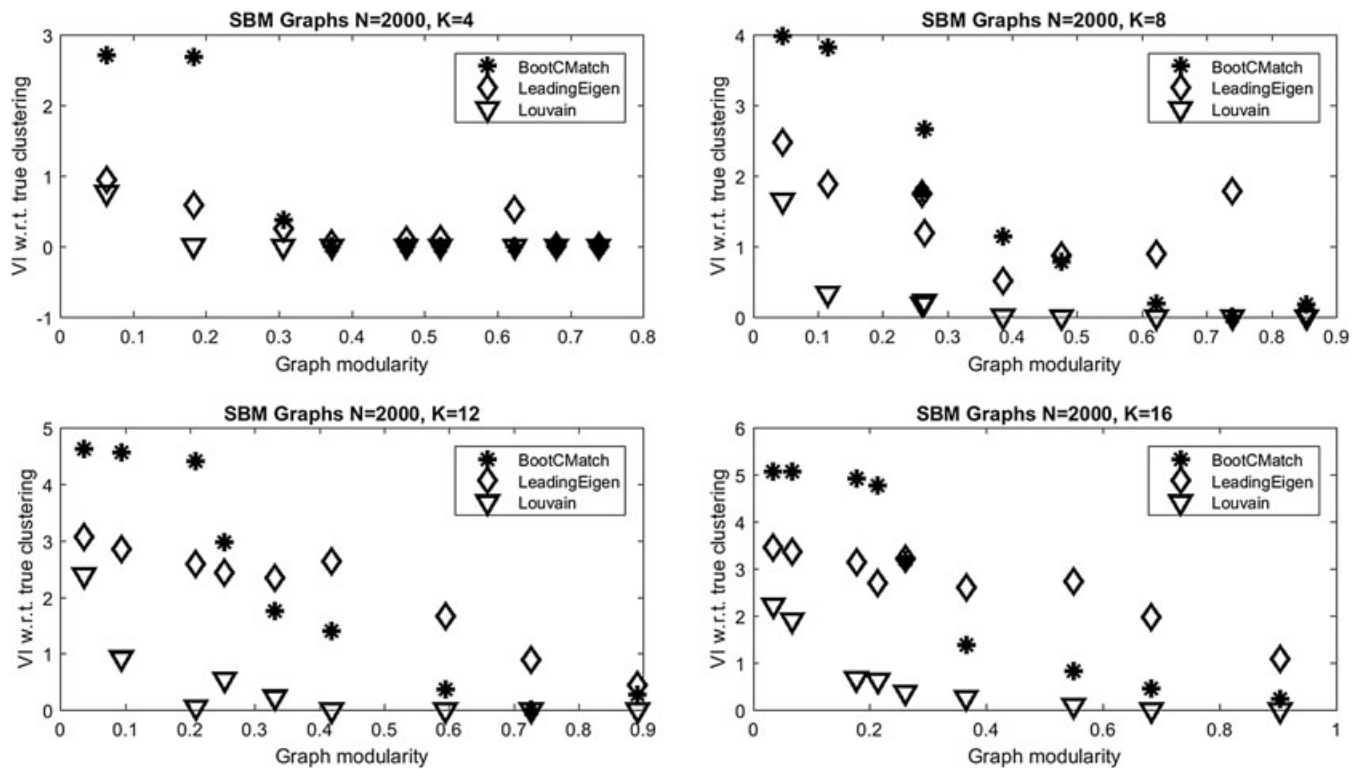 SBM Graphs N=2000, K=4
VI w.r.t. true clustering
3
2
1
0
-1
BootCMatch
LeadingEigen
Louvain
0 0.1 0.2 0.3 0.4 0.5 0.6 0.7 0.8
Graph modularity
SBM Graphs N=2000, K=8
VI w.r.t. true clustering
4
3
2
1
0
BootCMatch
LeadingEigen
Louvain
0 0.1 0.2 0.3 0.4 0.5 0.6 0.7 0.8 0.9
Graph modularity
SBM Graphs N=2000, K=12
VI w.r.t. true clustering
5
4
3
2
1
0
BootCMatch
LeadingEigen
Louvain
0 0.1 0.2 0.3 0.4 0.5 0.6 0.7 0.8 0.9
Graph modularity
SBM Graphs N=2000, K=16
VI w.r.t. true clustering
6
5
4
3
2
1
0
BootCMatch
LeadingEigen
Louvain
0 0.2 0.4 0.6 0.8 1
Graph modularity